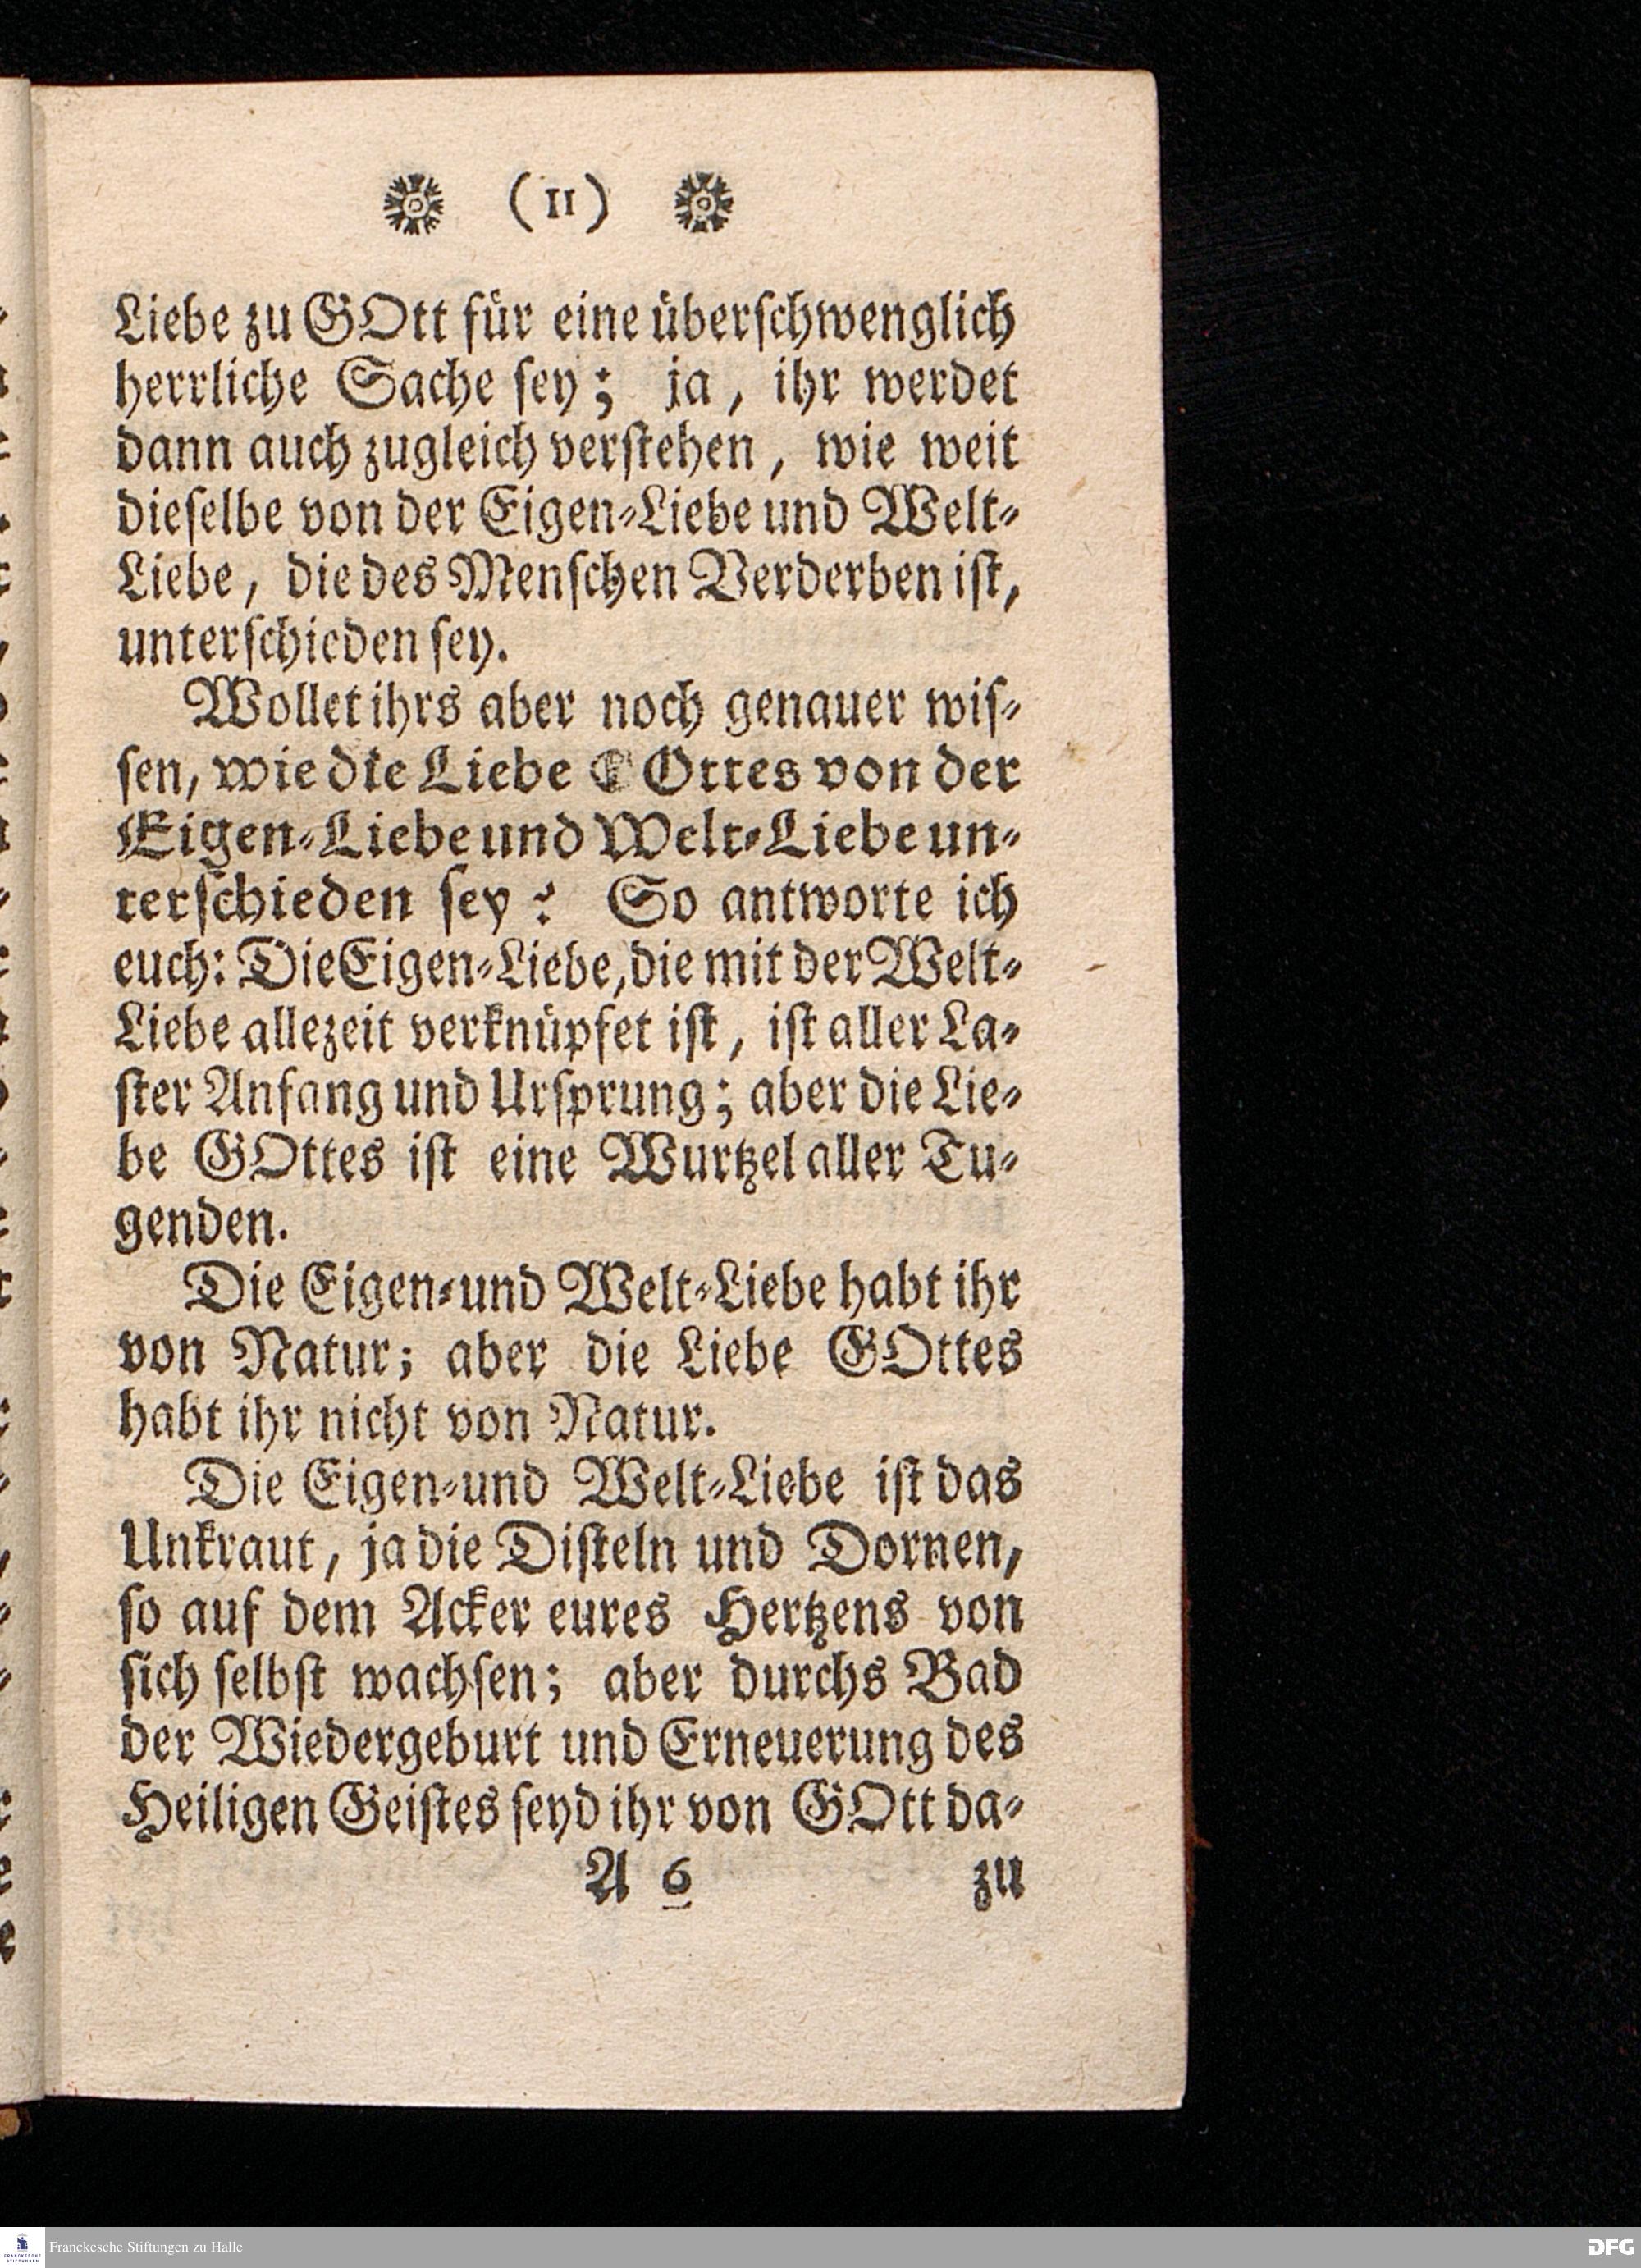 (11)
Liebe zu GOtt für eine überschwenglich
herrliche Sache sey; ja, ihr werdet
dann auch zugleich verstehen, wie weit
dieselbe von der Eigen-Liebe und Welt-
Liebe, die des Menschen Verderben ist,
unterschieden sey.
Wollet ihrs aber noch genauer wis-
sen, wie die Liebe GOttes von der
Eigen-Liebe und Welt-Liebe un-
terschieden sey? So antworte ich
euch: Die Eigen-Liebe, die mit der Welt-
Liebe allezeit verknüpfet ist, ist aller La-
ster Anfang und Ursprung; aber die Lie-
be GOttes ist eine Wurtzel aller Tu-
genden.
Die Eigen-und Welt-Liebe habt ihr
von Natur; aber die Liebe GOttes
habt ihr nicht von Natur.
Die Eigen-und Welt-Liebe ist das
Unkraut, ja die Disteln und Dornen,
so auf dem Acker eures Hertzens von
sich selbst wachsen; aber durchs Bad
der Wiedergeburt und Erneuerung des
Heiligen Geistes seyd ihr von GOtt da-
A 6 zu
Franckesche Stiftungen zu Halle
DFG